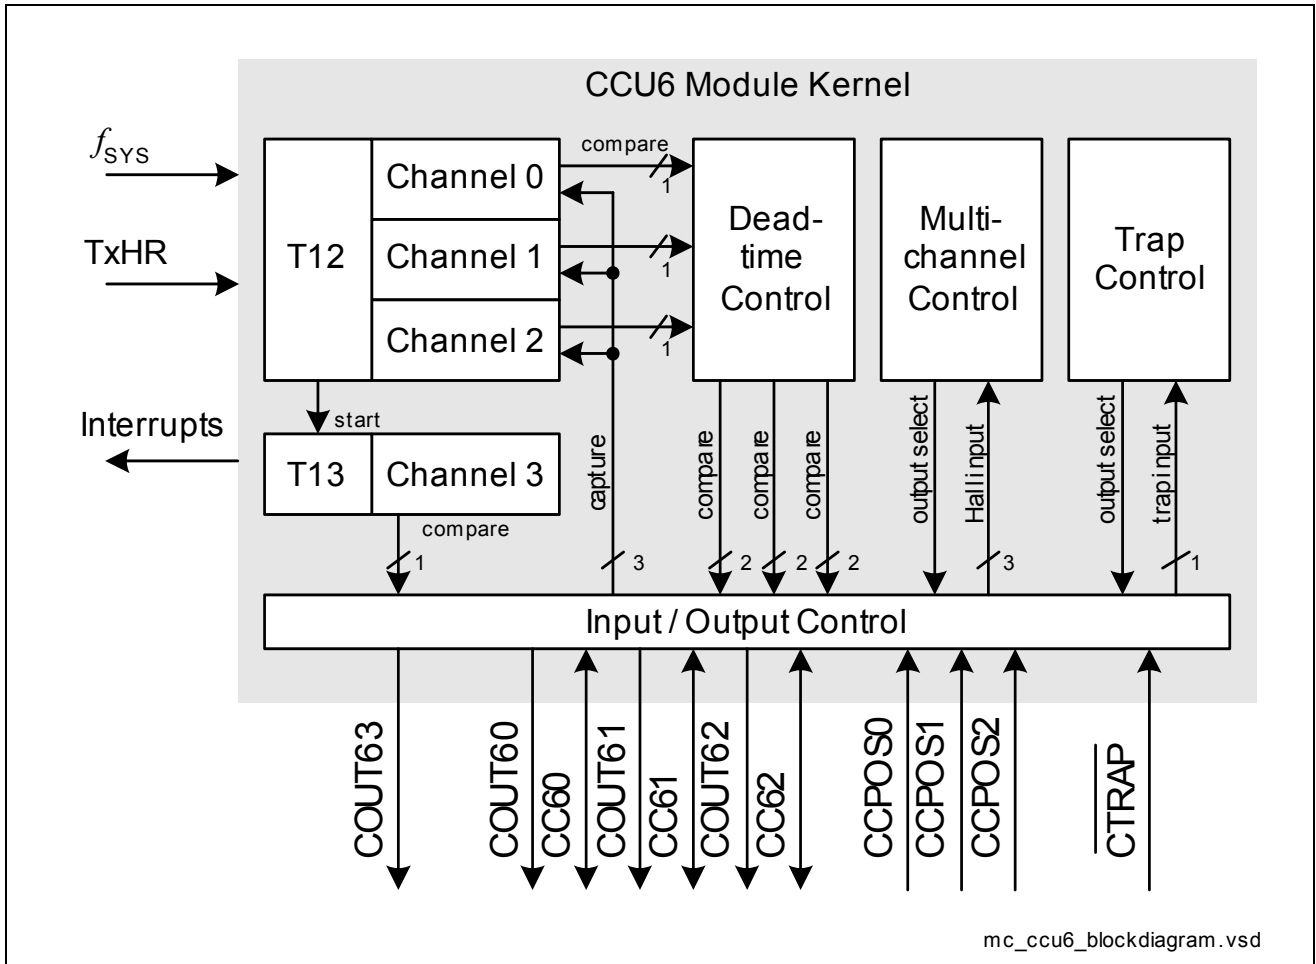 CCU6 Module Kernel
fSYS
TxHR
Interrupts
T12
Channel 0
Channel 1
Channel 2
compare
1
1
1
Dead-
time
Control
Multi-
channel
Control
Trap
Control
start
T13
Channel 3
compare
1
capture
3
compare
2
compare
2
compare
2
output select
Hall input
3
output select
trap input
1
Input / Output Control
COUT63
COUT60
CC60
COUT61
CC61
COUT62
CC62
CCPOS0
CCPOS1
CCPOS2
CTRAP
mc_ccu6_blockdiagram.vsd